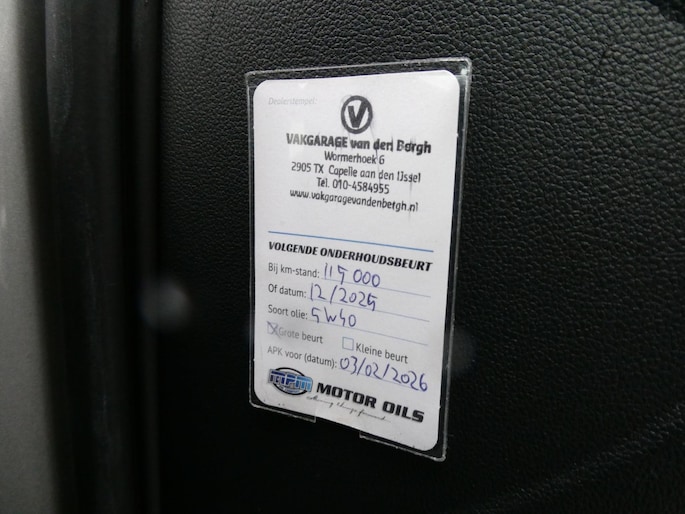 Dealerstempel:
V
VAKGARAGE van den Bergh
Wormerhoek 6
2905 TX Capelle aan den IJssel
Tel. 010-4584955
www.vakgaragevandenbergh.nl
VOLGENDE ONDERHOUDSBEURT
Bij km-stand: 115 000
Of datum: 12/2025
Soort olie: 5W40
Grote beurt Kleine beurt
APK voor (datum): 03/02/2026
MOTOR OILS